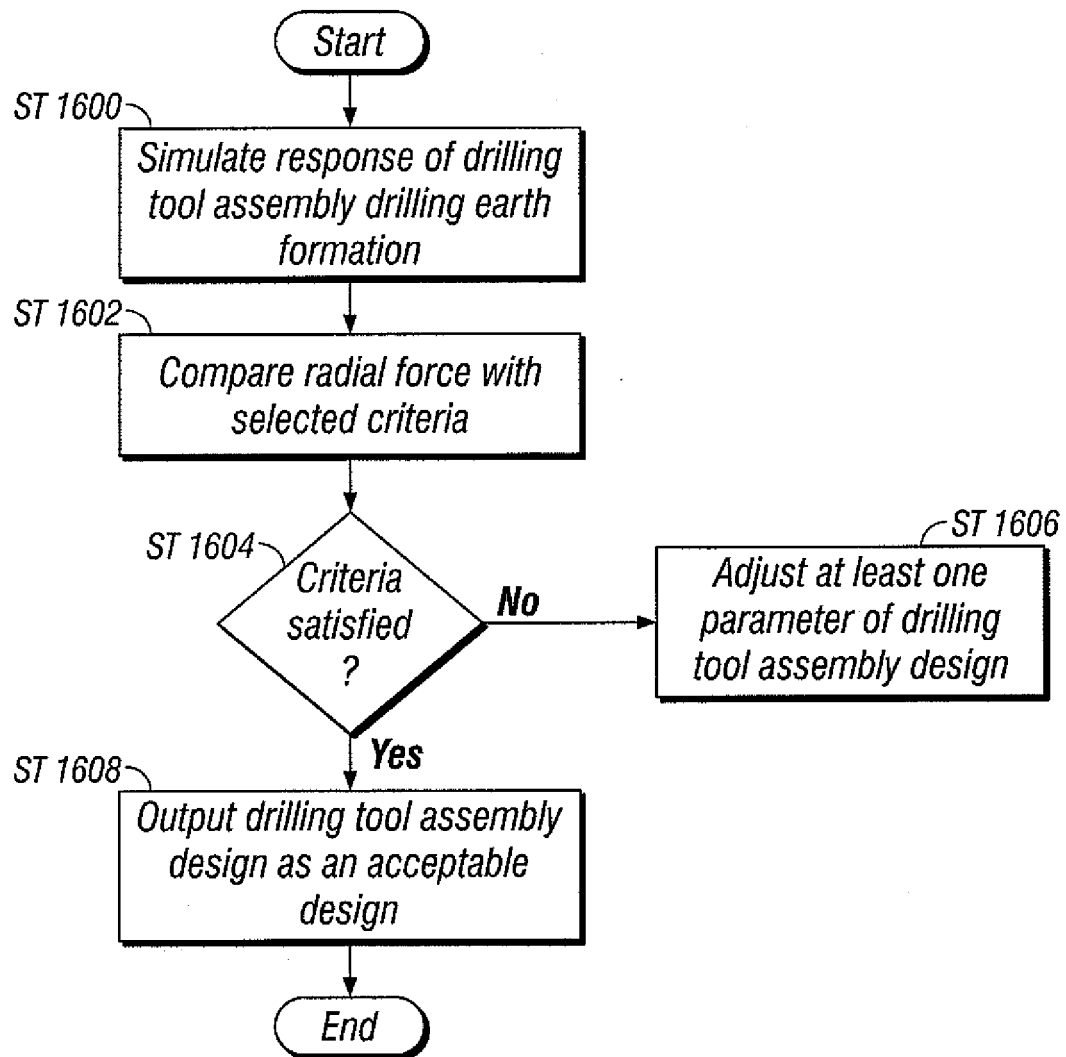 Start
ST 1600
Simulate response of drilling
tool assembly drilling earth
formation
ST 1602
Compare radial force with
selected criteria
ST 1604
Criteria
satisfied
?
No
ST 1606
Adjust at least one
parameter of drilling
tool assembly design
Yes
ST 1608
Output drilling tool assembly
design as an acceptable
design
End